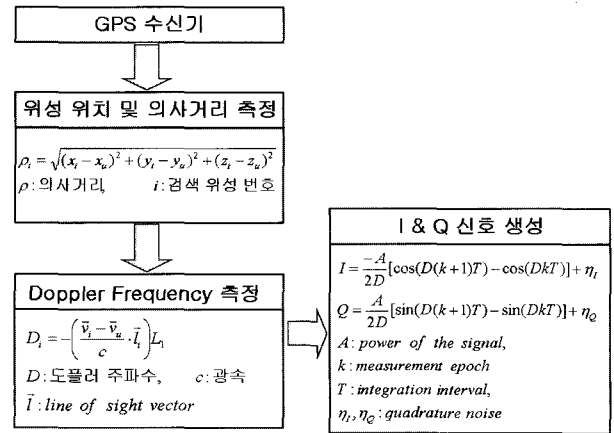 GPS 수신기
위성 위치 및 의사거리 측정
ρ_i = √((x_i − x_u)² + (y_i − y_u)² + (z_i − z_u)²)
ρ : 의사거리, i : 검색 위성 번호
Doppler Frequency 측정
D_i = −((v̄_i − v̄_u)/c · l̄_i) L_1
D : 도플러 주파수, c : 광속
l̄ : line of sight vector
I & Q 신호 생성
I = −A/2D [cos(D(k+1)T) − cos(DkT)] + η_I
Q = A/2D [sin(D(k+1)T) − sin(DkT)] + η_Q
A : power of the signal,
k : measurement epoch
T : integration interval,
η_I, η_Q : quadrature noise